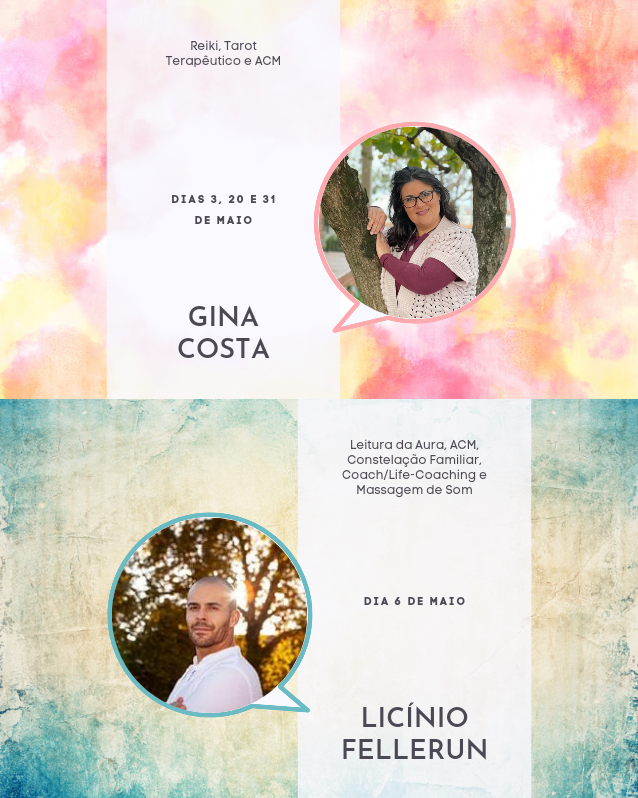 Reiki, Tarot
Terapêutico e ACM
DIAS 3, 20 E 31
DE MAIO
GINA
COSTA
Leitura da Aura, ACM,
Constelação Familiar,
Coach/Life-Coaching e
Massagem de Som
DIA 6 DE MAIO
LICÍNIO
FELLERUN